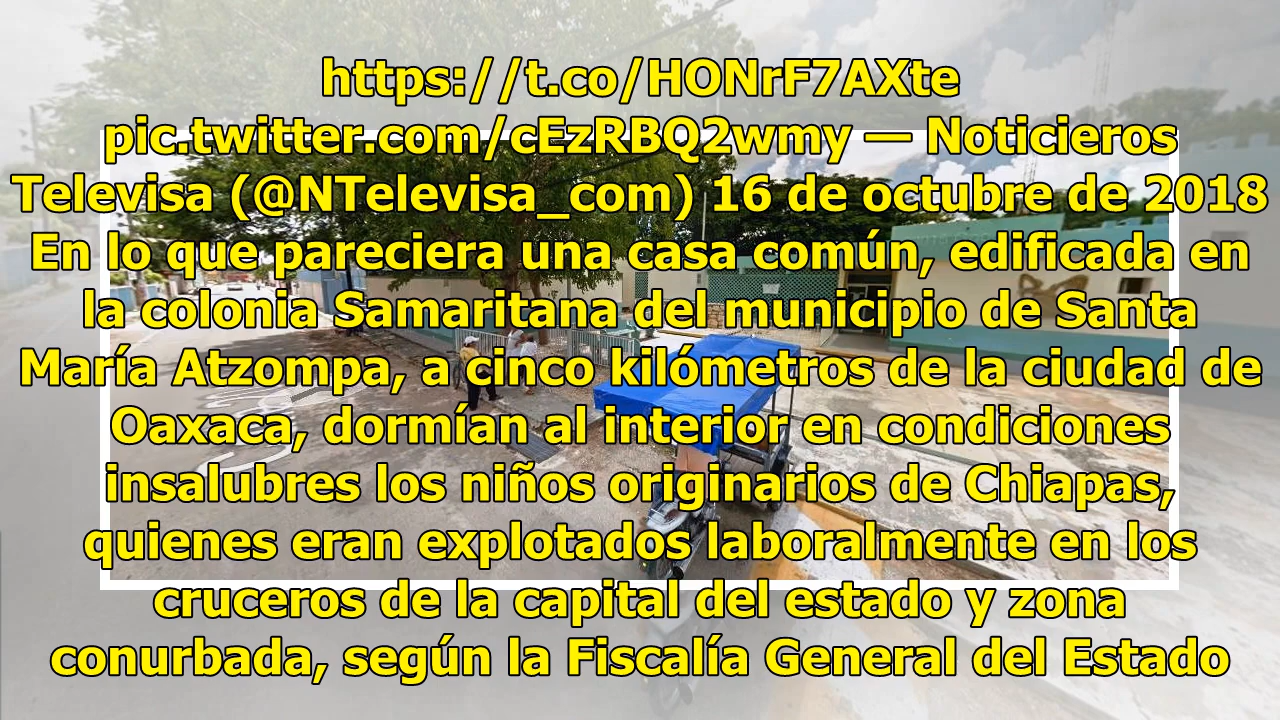 https://t.co/HONrF7AXte
pic.twitter.com/cEzRBQ2wmy — Noticieros
Televisa (@NTelevisa_com) 16 de octubre de 2018
En lo que pareciera una casa común, edificada en
la colonia Samaritana del municipio de Santa
María Atzompa, a cinco kilómetros de la ciudad de
Oaxaca, dormían al interior en condiciones
insalubres los niños originarios de Chiapas,
quienes eran explotados laboralmente en los
cruceros de la capital del estado y zona
conurbada, según la Fiscalía General del Estado